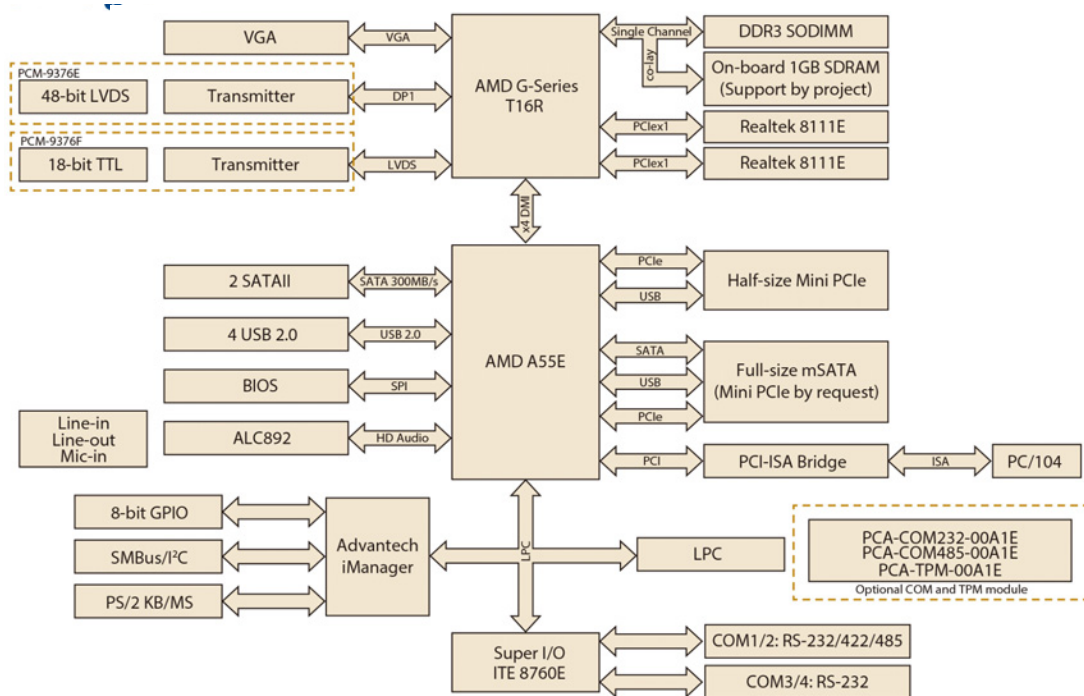 VGA
VGA
AMD G-Series
T16R
Single Channel
co-lay
DDR3 SODIMM
On-board 1GB SDRAM
(Support by project)
PCM-9376E
48-bit LVDS
Transmitter
DP1
PCIex1
Realtek 8111E
PCM-9376F
18-bit TTL
Transmitter
LVDS
PCIex1
Realtek 8111E
x4 DMI
2 SATAII
SATA 300MB/s
4 USB 2.0
USB 2.0
BIOS
SPI
Line-in
Line-out
Mic-in
ALC892
HD Audio
AMD A55E
PCIe
USB
Half-size Mini PCIe
SATA
USB
PCIe
Full-size mSATA
(Mini PCIe by request)
PCI
PCI-ISA Bridge
ISA
PC/104
8-bit GPIO
SMBus/I²C
PS/2 KB/MS
Advantech
iManager
LPC
LPC
PCA-COM232-00A1E
PCA-COM485-00A1E
PCA-TPM-00A1E
Optional COM and TPM module
Super I/O
ITE 8760E
COM1/2: RS-232/422/485
COM3/4: RS-232